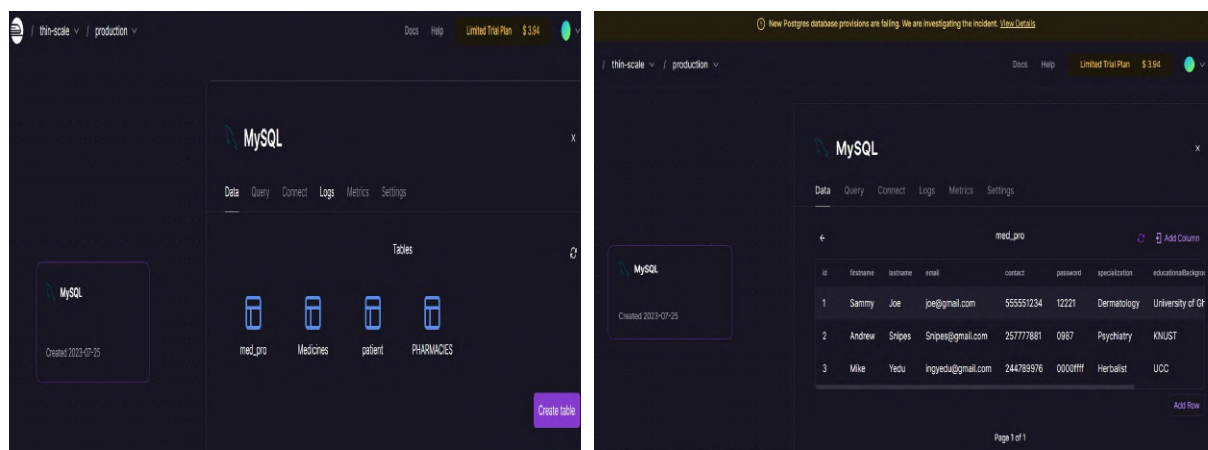 / thin-scale / production Docs Help Limited Trial Plan $ 3.94
MySQL x
Data Query Connect Logs Metrics Settings
Tables
MySQL
Created 2023-07-25
med_pro Medicines patient PHARMACIES
Create table
New Postgres database provisions are failing. We are investigating the incident. View Details
/ thin-scale / production Docs Help Limited Trial Plan $ 3.94
MySQL x
Data Query Connect Logs Metrics Settings
med_pro Add Column
MySQL
Created 2023-07-25
id firstname lastname email contact password specialization educationalBackgrou
1 Sammy Joe joe@gmail.com 555551234 12221 Dermatology University of Gh
2 Andrew Snipes Snipes@gmail.com 257777881 0987 Psychiatry KNUST
3 Mike Yedu ingyedu@gmail.com 244789976 0000ffff Herbalist UCC
Add Row
Page 1 of 1